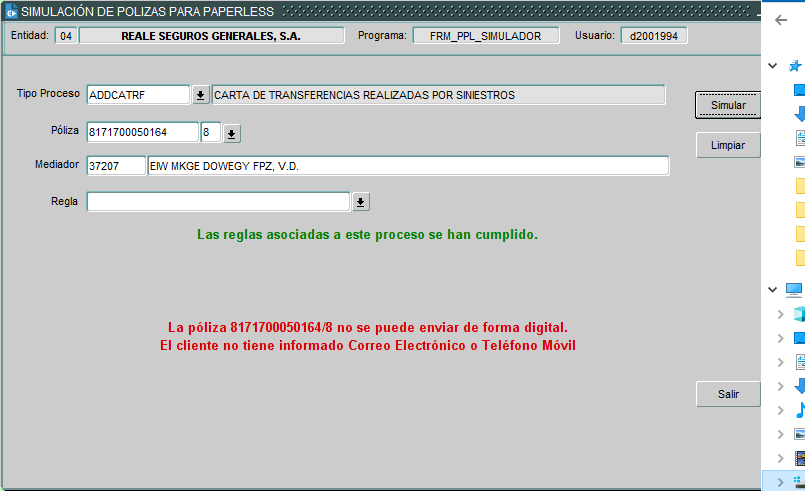 SIMULACIÓN DE POLIZAS PARA PAPERLESS
Entidad: 04 REALE SEGUROS GENERALES, S.A. Programa: FRM_PPL_SIMULADOR Usuario: d2001994
Tipo Proceso ADDCATRF CARTA DE TRANSFERENCIAS REALIZADAS POR SINIESTROS
Simular
Póliza 8171700050164 8
Limpiar
Mediador 37207 EIW MKGE DOWEGY FPZ, V.D.
Regla
Las reglas asociadas a este proceso se han cumplido.
La póliza 8171700050164/8 no se puede enviar de forma digital.
El cliente no tiene informado Correo Electrónico o Teléfono Móvil
Salir